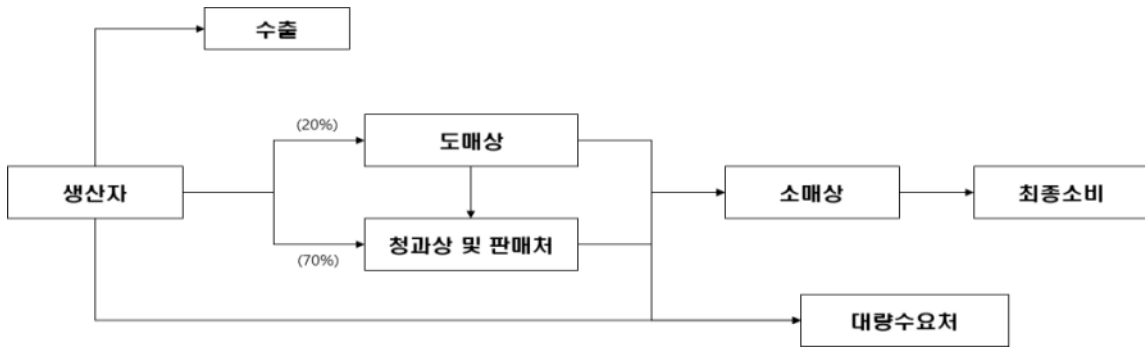 수출
(20%)
도매상
생산자
소매상
최종소비
청과상 및 판매처
(70%)
대량수요처